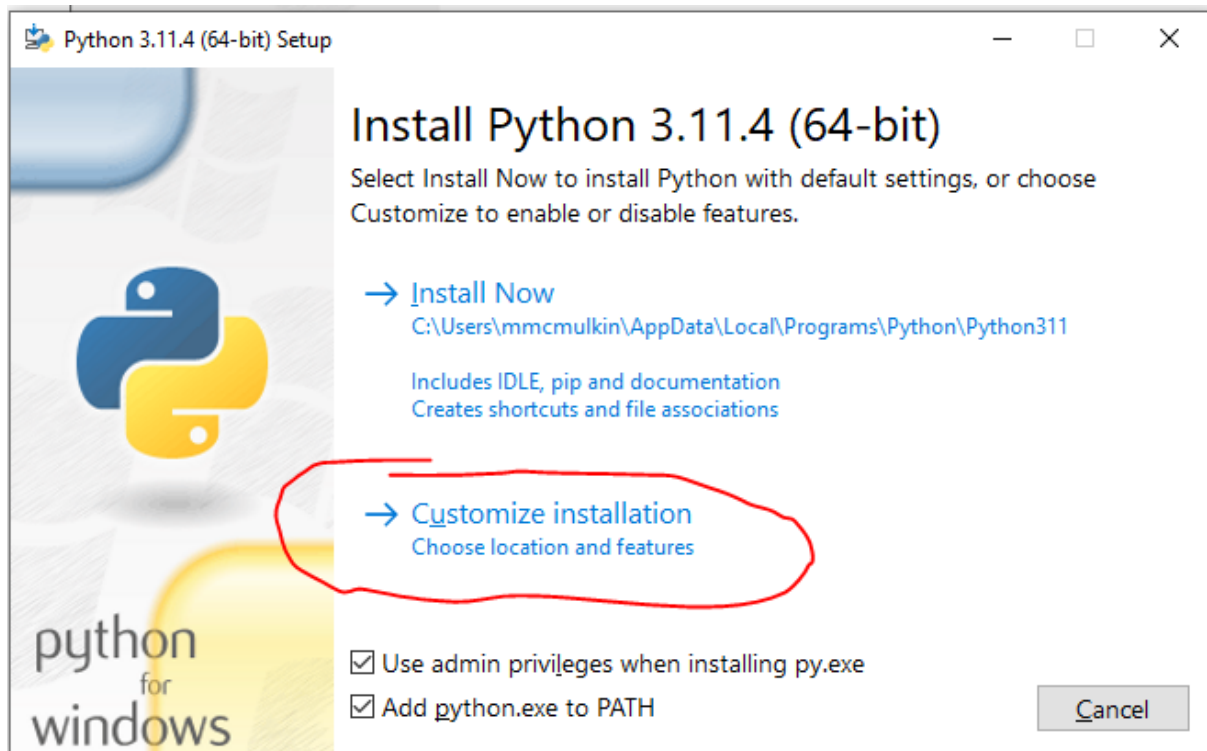 Python 3.11.4 (64-bit) Setup
Install Python 3.11.4 (64-bit)
Select Install Now to install Python with default settings, or choose
Customize to enable or disable features.
Install Now
C:\Users\mmcmulkin\AppData\Local\Programs\Python\Python311
Includes IDLE, pip and documentation
Creates shortcuts and file associations
Customize installation
Choose location and features
python
for
windows
Use admin privileges when installing py.exe
Add python.exe to PATH
Cancel